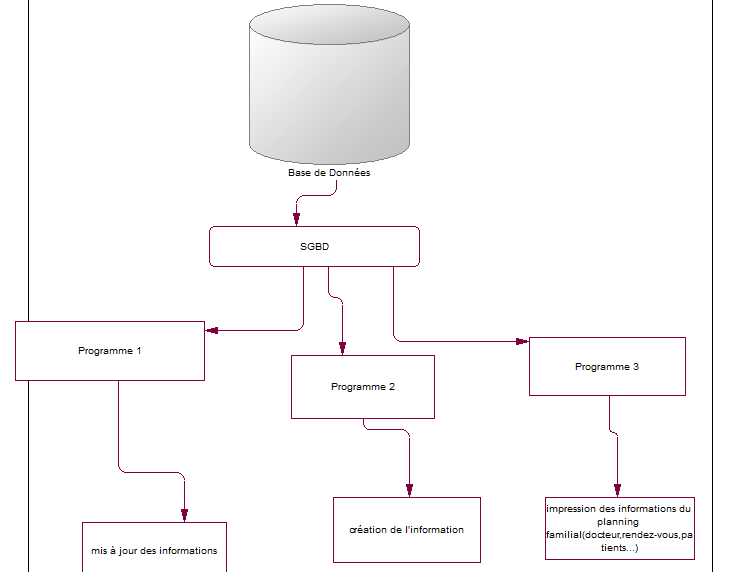 Base de Données
SGBD
Programme 1
Programme 2
Programme 3
mis à jour des informations
création de l'information
impression des informations du
planning
familial(docteur,rendez-vous,pa
tients...)